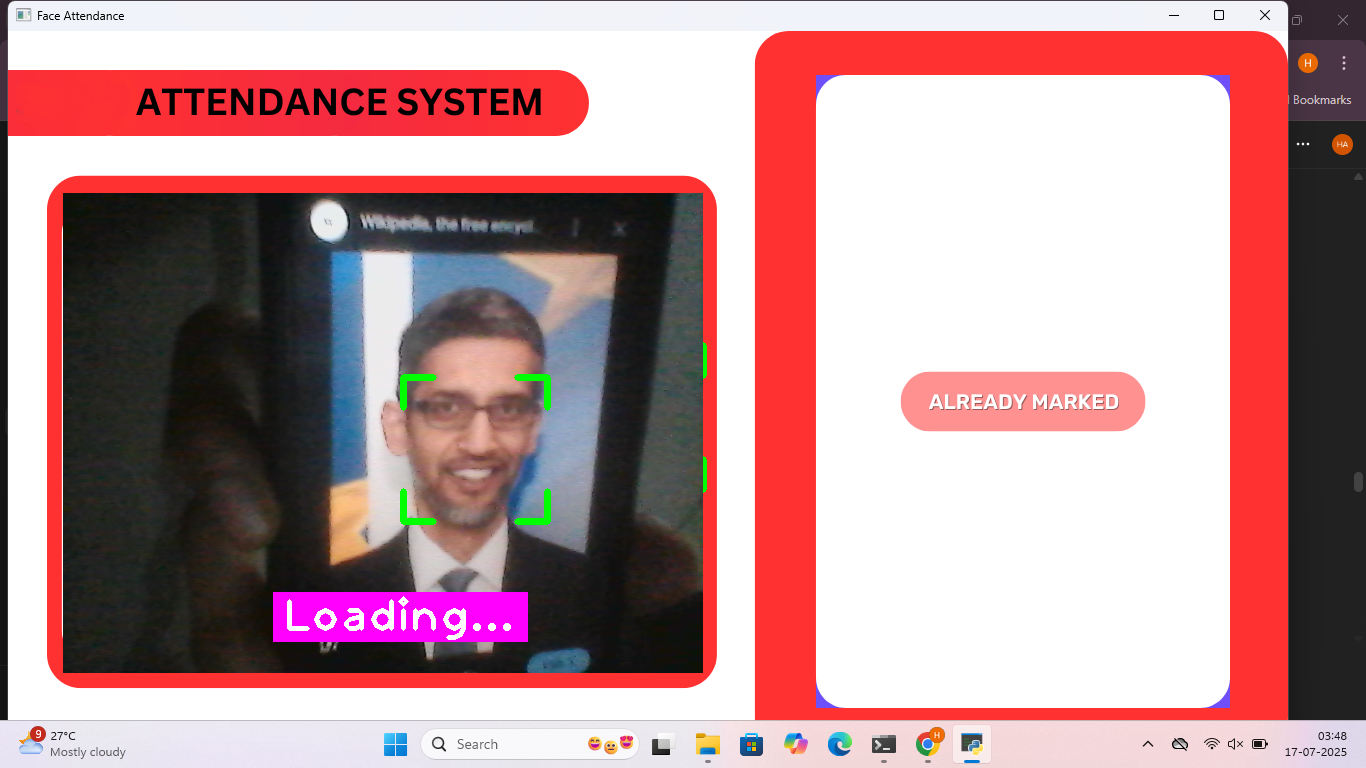 Face Attendance
ATTENDANCE SYSTEM
Wikipedia, the free encycl...
Loading...
ALREADY MARKED
H
Bookmarks
HA
9
27°C
Mostly cloudy
Search
H
03:48
17-07-2025